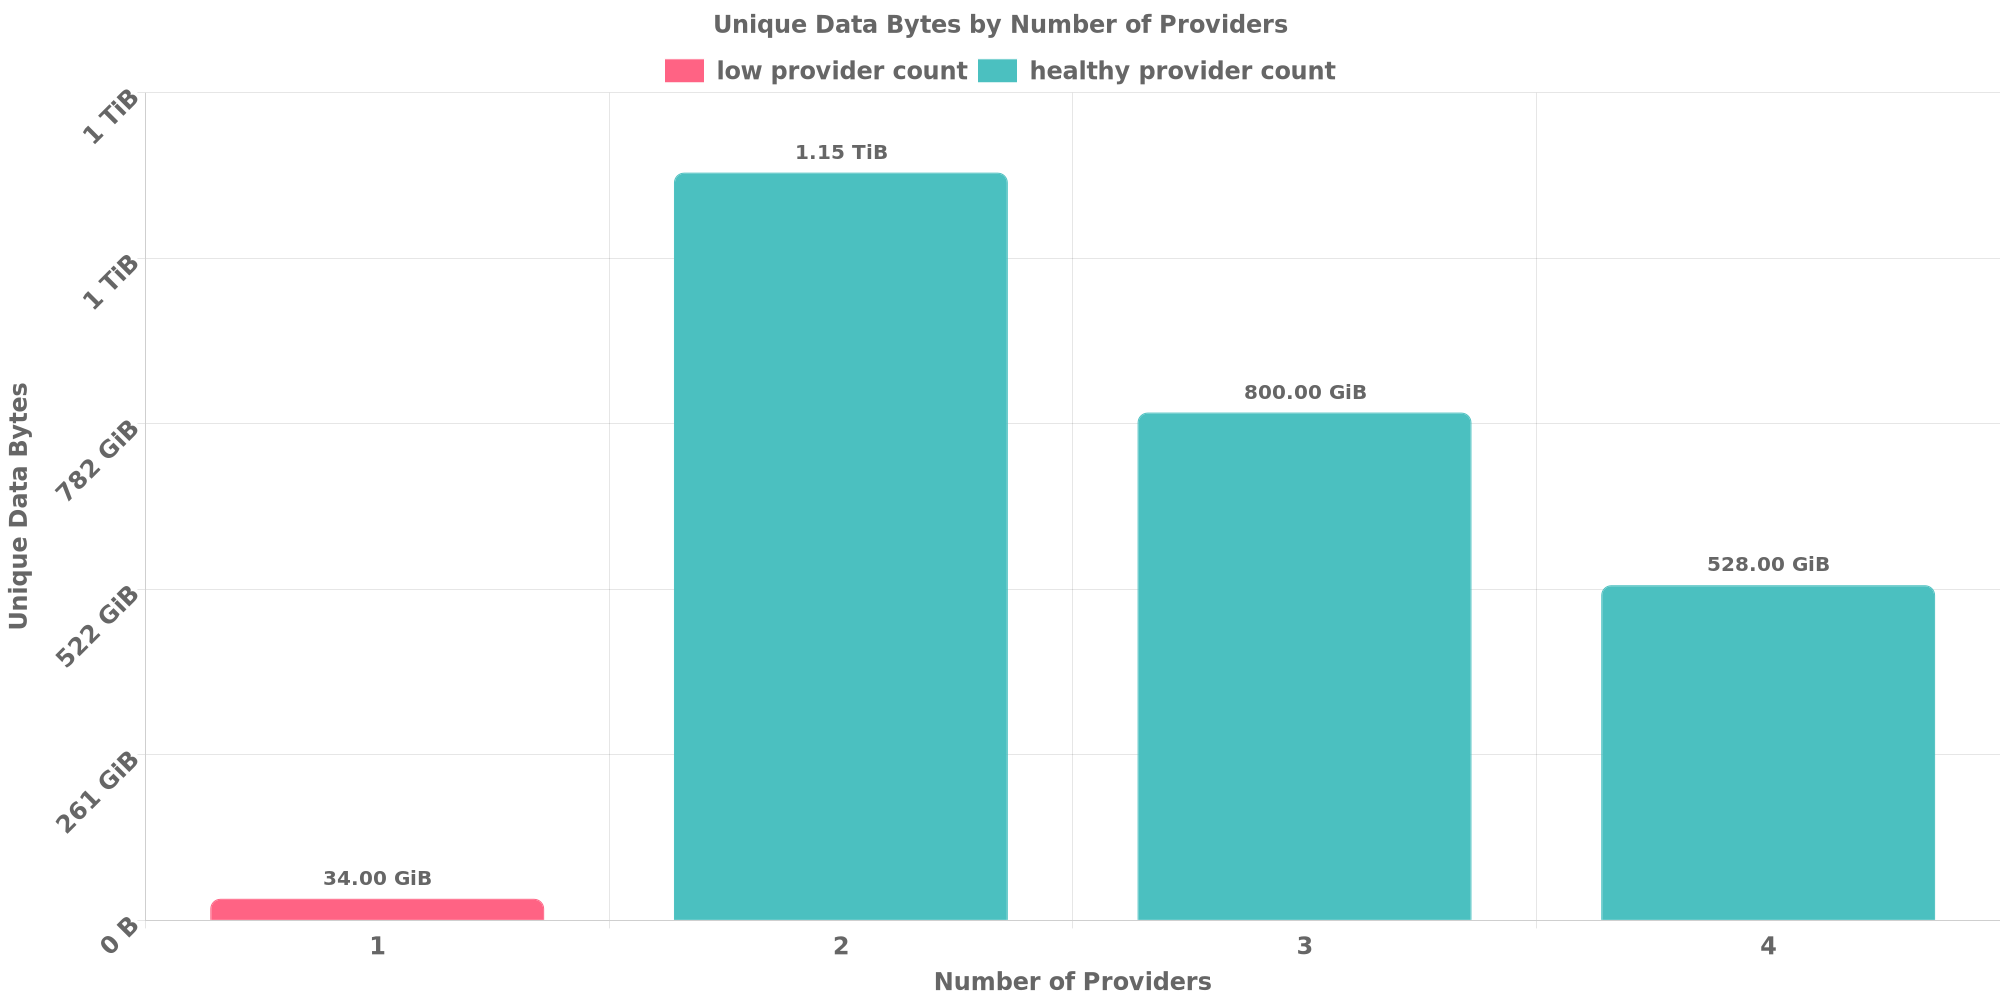 Unique Data Bytes by Number of Providers
low provider count healthy provider count
1 TiB
1 TiB
782 GiB
522 GiB
261 GiB
0 B
Unique Data Bytes
34.00 GiB
1.15 TiB
800.00 GiB
528.00 GiB
1 2 3 4
Number of Providers